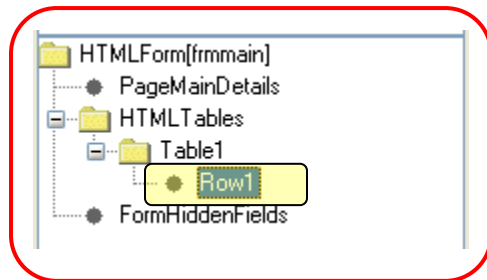 HTMLForm[frmmain]
PageMainDetails
HTMLTables
Table1
Row1
FormHiddenFields